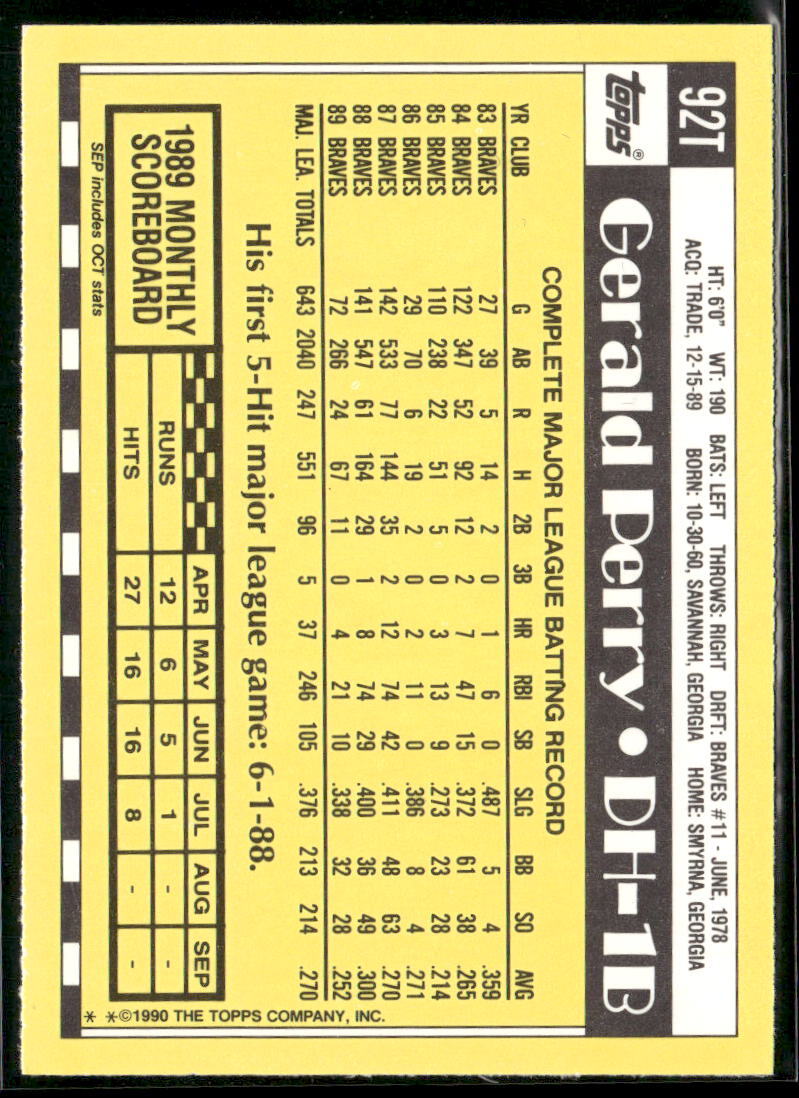 92T
HT: 6'0" WT: 190 BATS: LEFT THROWS: RIGHT DRFT: BRAVES #11 - JUNE, 1978
ACQ: TRADE, 12-15-89 BORN: 10-30-60, SAVANNAH, GEORGIA HOME: SMYRNA, GEORGIA
TOPPS®
Gerald Perry • DH-1B
COMPLETE MAJOR LEAGUE BATTING RECORD
YR CLUB G AB R H 2B 3B HR RBI SB SLG BB SO AVG
83 BRAVES 27 39 5 14 2 0 1 6 0 .487 5 4 .359
84 BRAVES 122 347 52 92 12 2 7 47 15 .372 61 38 .265
85 BRAVES 110 238 22 51 5 0 3 13 9 .273 23 28 .214
86 BRAVES 29 70 6 19 2 0 2 11 0 .386 8 4 .271
87 BRAVES 142 533 77 144 35 2 12 74 42 .411 48 63 .270
88 BRAVES 141 547 61 164 29 1 8 74 29 .400 36 49 .300
89 BRAVES 72 266 24 67 11 0 4 21 10 .338 32 28 .252
MAJ. LEA. TOTALS 643 2040 247 551 96 5 37 246 105 .376 213 214 .270
His first 5-Hit major league game: 6-1-88.
1989 MONTHLY
SCOREBOARD
APR MAY JUN JUL AUG SEP
RUNS 12 6 5 1 - -
HITS 27 16 16 8 - -
SEP includes OCT stats
* *©1990 THE TOPPS COMPANY, INC.